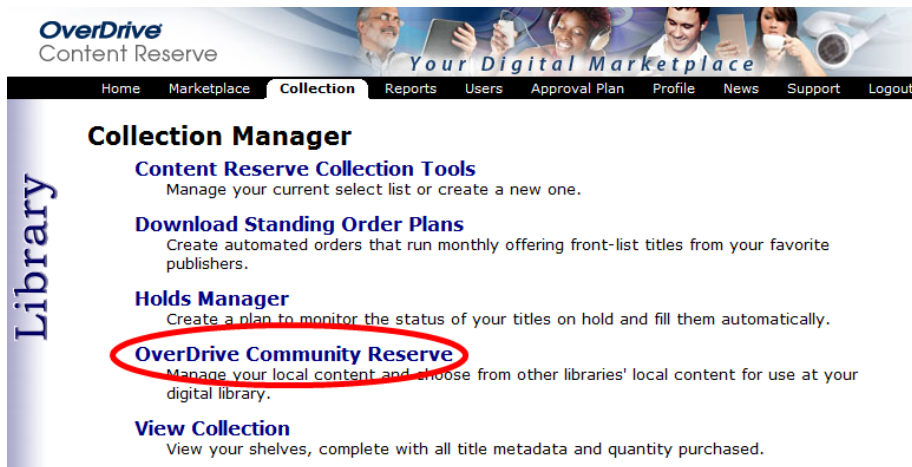 OverDrive
Content Reserve
Your Digital Marketplace
Home Marketplace Collection Reports Users Approval Plan Profile News Support Logout
Library
Collection Manager
Content Reserve Collection Tools
Manage your current select list or create a new one.
Download Standing Order Plans
Create automated orders that run monthly offering front-list titles from your favorite
publishers.
Holds Manager
Create a plan to monitor the status of your titles on hold and fill them automatically.
OverDrive Community Reserve
Manage your local content and choose from other libraries' local content for use at your
digital library.
View Collection
View your shelves, complete with all title metadata and quantity purchased.